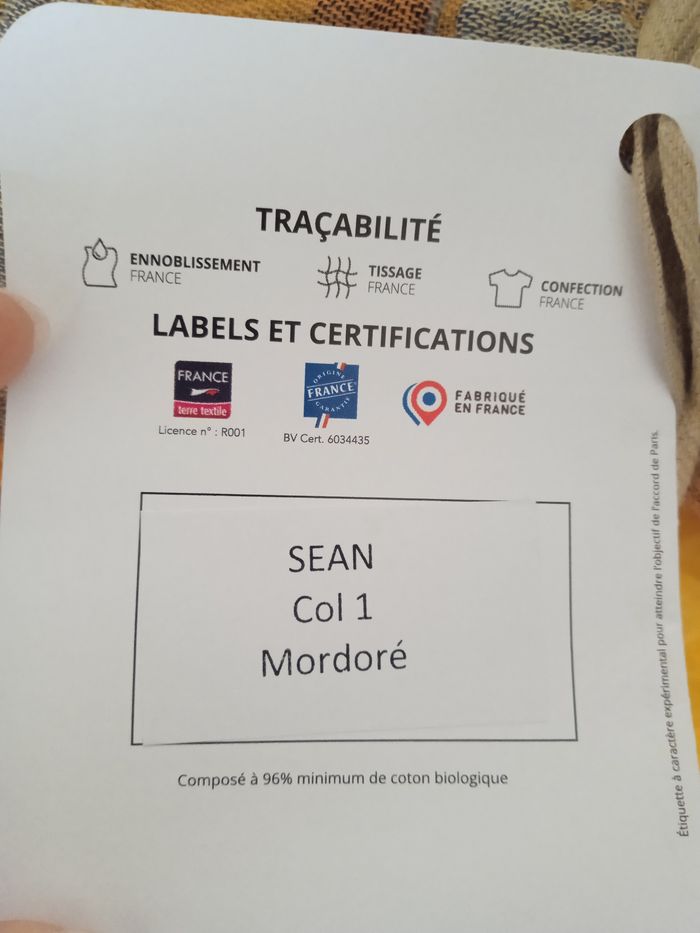 TRAÇABILITÉ
ENNOBLISSEMENT
FRANCE
TISSAGE
FRANCE
CONFECTION
FRANCE
LABELS ET CERTIFICATIONS
FRANCE
terre textile
Licence n° : R001
ORIGINE
FRANCE
GARANTIE
BV Cert. 6034435
FABRIQUÉ
EN FRANCE
SEAN
Col 1
Mordoré
Composé à 96% minimum de coton biologique
Étiquette à caractère expérimental pour atteindre l'objectif de l'accord de Paris.